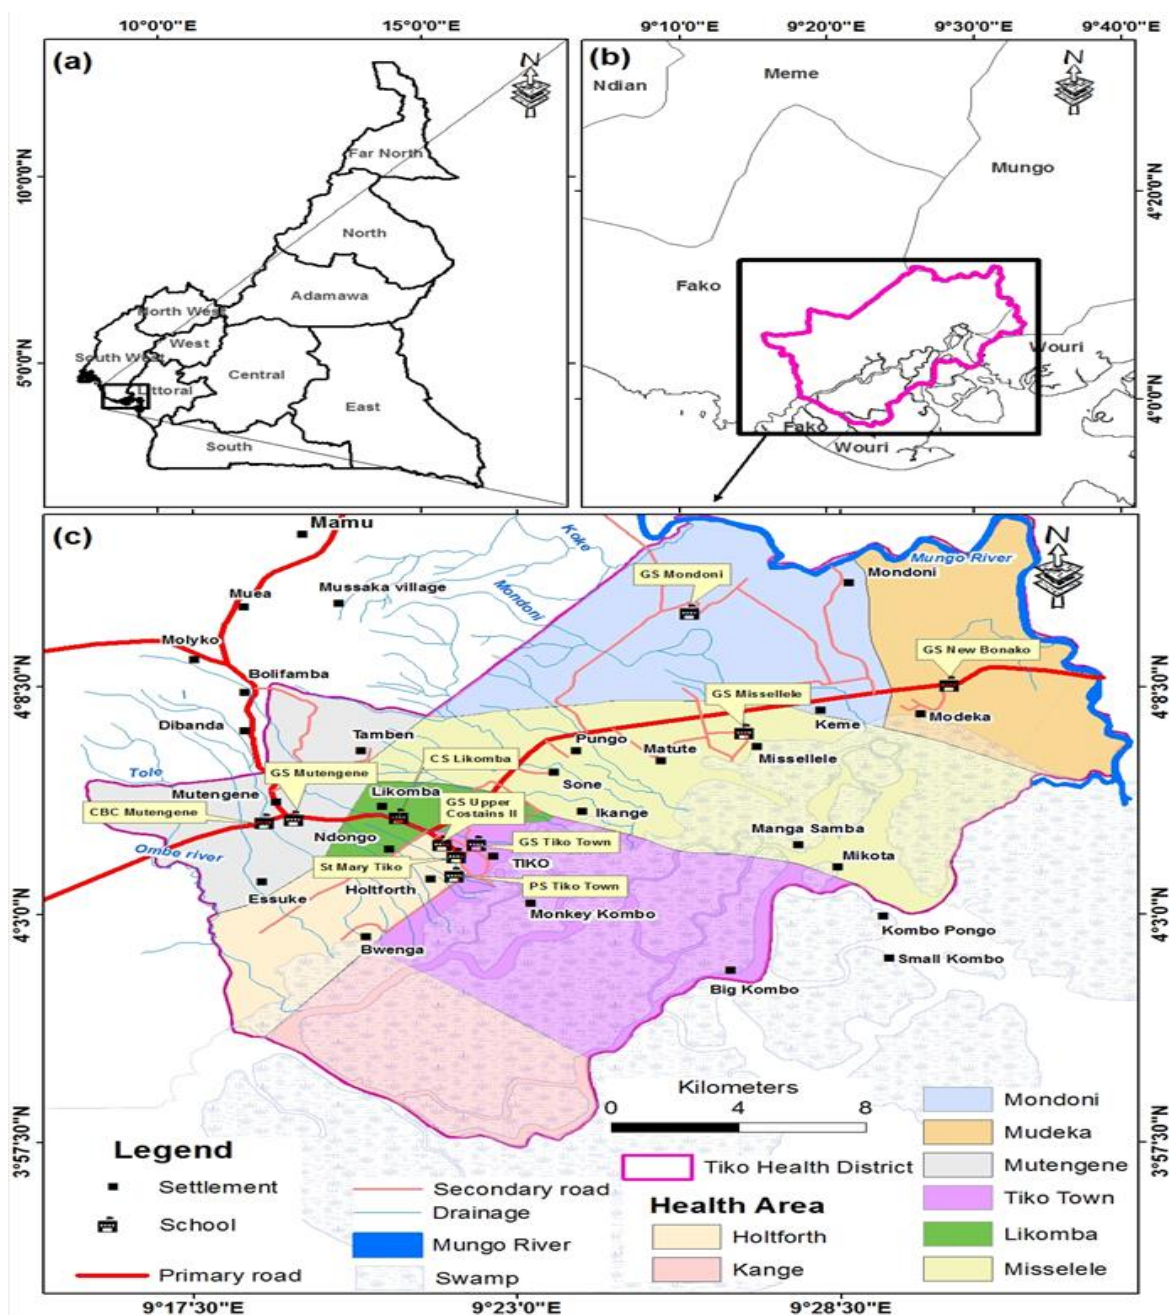 10°0'0"E
15°0'0"E
9°10'0"E
9°20'0"E
9°30'0"E
9°40'0"E
(a)
N
Far North
10°0'0"N
North
Adamawa
North West
West
South West
5°0'0"N
Littoral
Central
East
South
(b)
N
Meme
Ndian
Mungo
4°20'0"N
Fako
Wouri
4°0'0"N
Fako
Wouri
(c)
N
Mamu
Koke
Mungo River
GS Mondoni
Mondoni
Mussaka village
Mondoni
Muea
Molyko
GS New Bonako
Bolifamba
4°8'30"N
4°8'30"N
GS Missellele
Keme
Modeka
Dibanda
Tamben
Pungo
Matute
Missellele
CS Likomba
GS Mutengene
Tole
Sone
Mutengene
Likomba
GS Upper
Costains II
CBC Mutengene
Ikange
Ndongo
GS Tiko Town
Manga Samba
Ombe river
St Mary Tiko
TIKO
Mikota
Holtforth
PS Tiko Town
Essuke
Monkey Kombo
4°3'0"N
4°3'0"N
Kombo Pongo
Bwenga
Small Kombo
Big Kombo
Kilometers
0
4
8
3°57'30"N
3°57'30"N
Legend
Settlement
School
Primary road
Secondary road
Drainage
Mungo River
Swamp
Tiko Health District
Health Area
Holtforth
Kange
Mondoni
Mudeka
Mutengene
Tiko Town
Likomba
Misselele
9°17'30"E
9°23'0"E
9°28'30"E